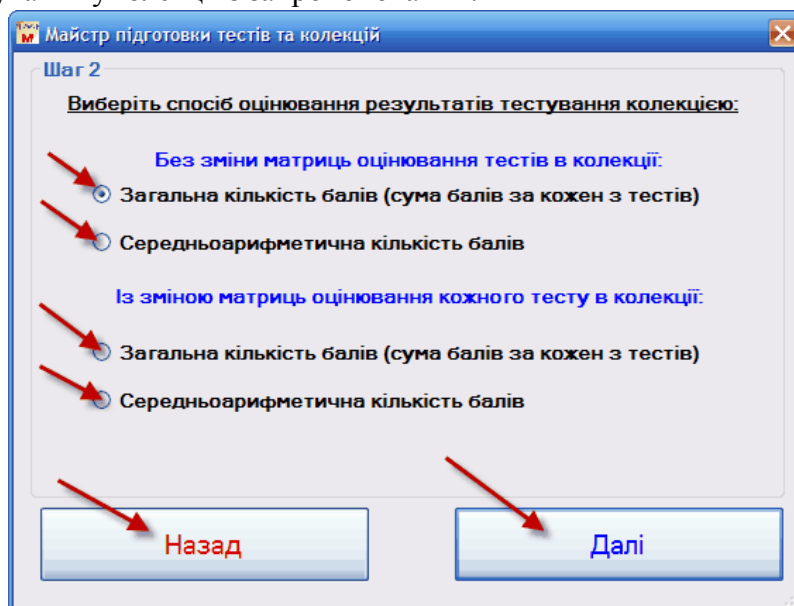 Майстр підготовки тестів та колекцій
Шаг 2
Виберіть спосіб оцінювання результатів тестування колекцією:
Без зміни матриць оцінювання тестів в колекції:
Загальна кількість балів (сума балів за кожен з тестів)
Середньоарифметична кількість балів
Із зміною матриць оцінювання кожного тесту в колекції:
Загальна кількість балів (сума балів за кожен з тестів)
Середньоарифметична кількість балів
Назад
Далі